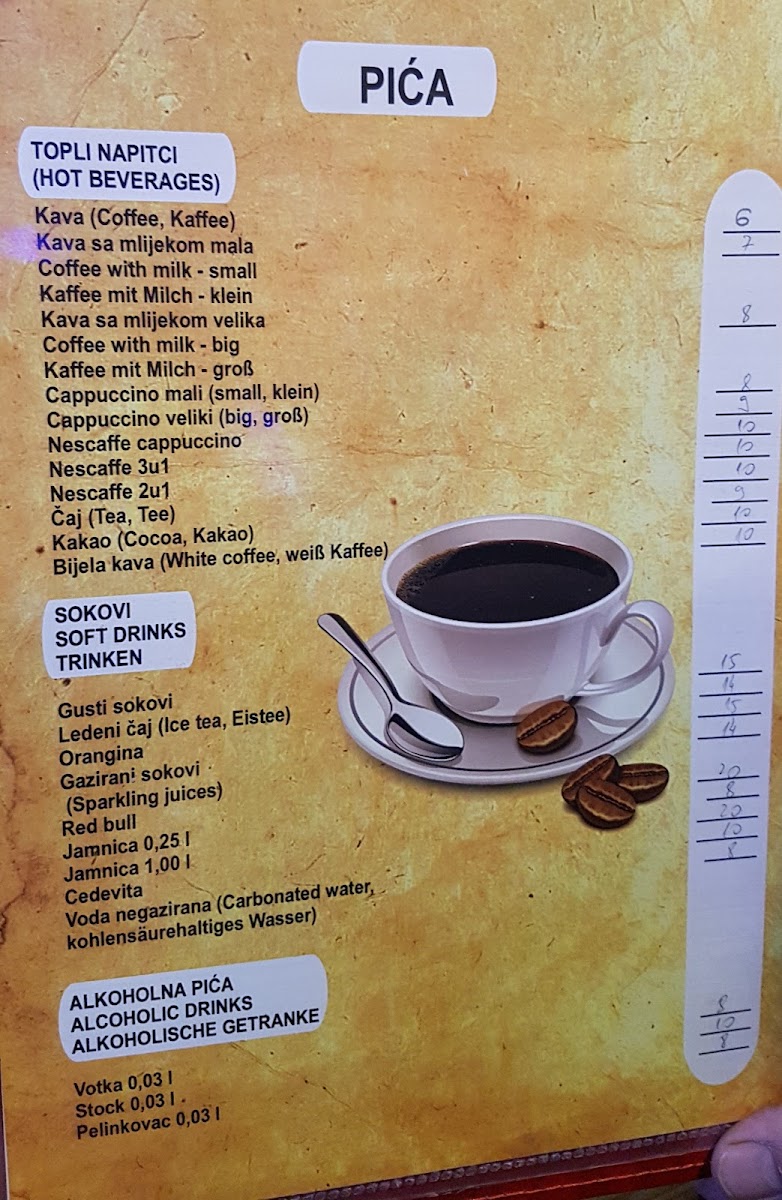 PIĆA
TOPLI NAPITCI
(HOT BEVERAGES)
Kava (Coffee, Kaffee) 6
Kava sa mlijekom mala 7
Coffee with milk - small
Kaffee mit Milch - klein
Kava sa mlijekom velika 8
Coffee with milk - big
Kaffee mit Milch - groß
Cappuccino mali (small, klein) 8
Cappuccino veliki (big, groß) 9
Nescaffe cappuccino 10
Nescaffe 3u1 10
Nescaffe 2u1 10
Čaj (Tea, Tee) 9
Kakao (Cocoa, Kakao) 10
Bijela kava (White coffee, weiß Kaffee) 10
SOKOVI
SOFT DRINKS
TRINKEN
Gusti sokovi 15
Ledeni čaj (Ice tea, Eistee) 14
Orangina 15
Gazirani sokovi 14
(Sparkling juices)
Red bull 20
Jamnica 0,25 l 8
Jamnica 1,00 l 20
Cedevita 10
Voda negazirana (Carbonated water, 8
kohlensäurehaltiges Wasser)
ALKOHOLNA PIĆA
ALCOHOLIC DRINKS
ALKOHOLISCHE GETRANKE
Votka 0,03 l 8
Stock 0,03 l 10
Pelinkovac 0,03 l 8